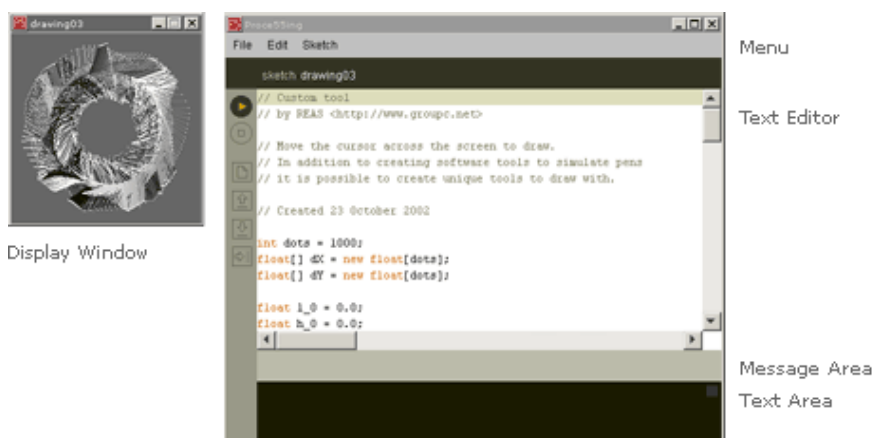 drawing03
Proce55ing
File Edit Sketch
Menu
sketch drawing03
// Custom tool
// by REAS <http://www.groupc.net>
Text Editor
// Move the cursor across the screen to draw.
// In addition to creating software tools to simulate pens
// it is possible to create unique tools to draw with.
// Created 23 October 2002
Display Window
int dots = 1000;
float[] dX = new float[dots];
float[] dY = new float[dots];
float l_0 = 0.0;
float h_0 = 0.0;
Message Area
Text Area